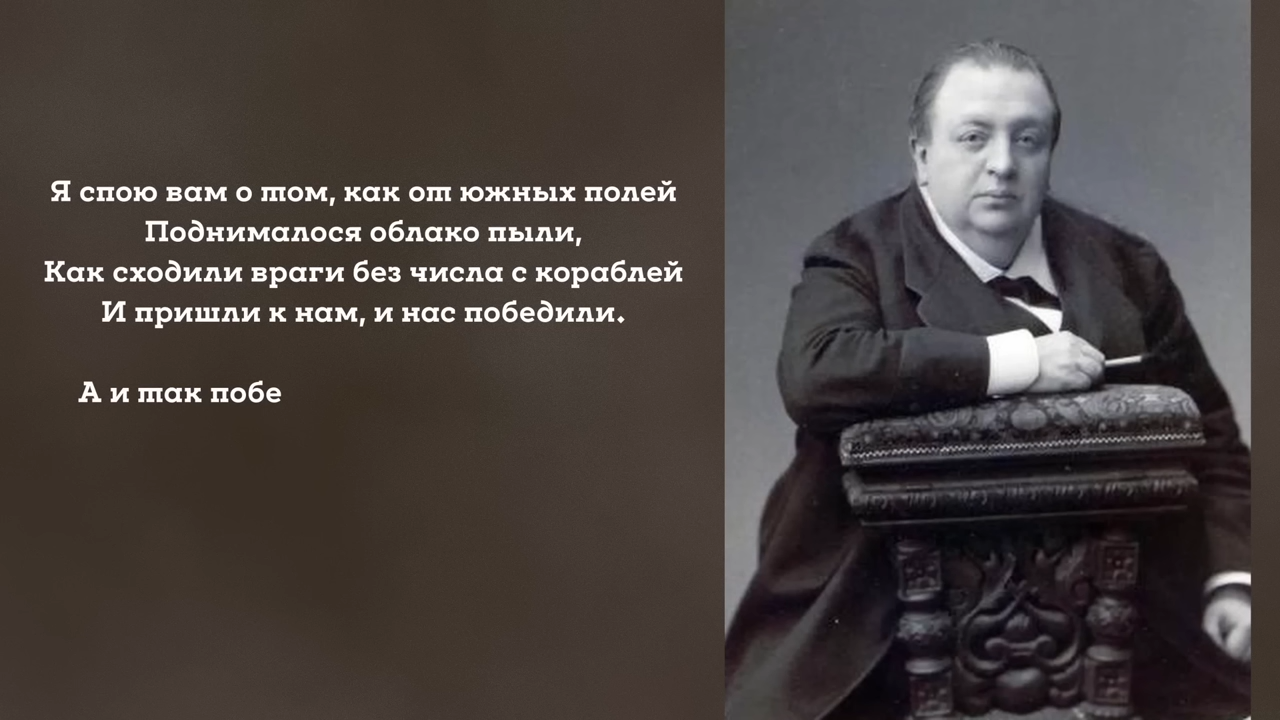 Я спою вам о том, как от южных полей
Поднималося облако пыли,
Как сходили враги без числа с кораблей
И пришли к нам, и нас победили.
А и так побе